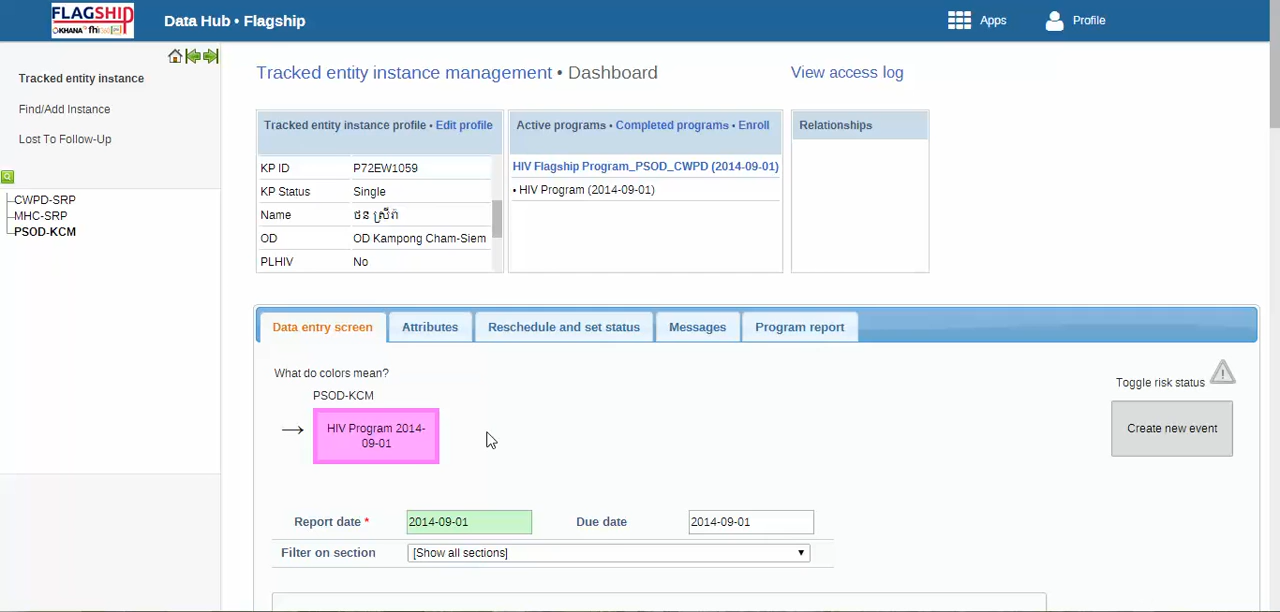 FLAGSHIP
KHANA fhi360
Data Hub • Flagship
Apps
Profile
Tracked entity instance
Find/Add Instance
Lost To Follow-Up
CWPD-SRP
MHC-SRP
PSOD-KCM
Tracked entity instance management • Dashboard
View access log
Tracked entity instance profile • Edit profile
KP ID P72EW1059
KP Status Single
Name ផន ស្រីរ៉ា
OD OD Kampong Cham-Siem
PLHIV No
Active programs • Completed programs • Enroll
HIV Flagship Program_PSOD_CWPD (2014-09-01)
• HIV Program (2014-09-01)
Relationships
Data entry screen
Attributes
Reschedule and set status
Messages
Program report
What do colors mean?
PSOD-KCM
→
HIV Program 2014-
09-01
Toggle risk status
Create new event
Report date * 2014-09-01 Due date 2014-09-01
Filter on section [Show all sections]